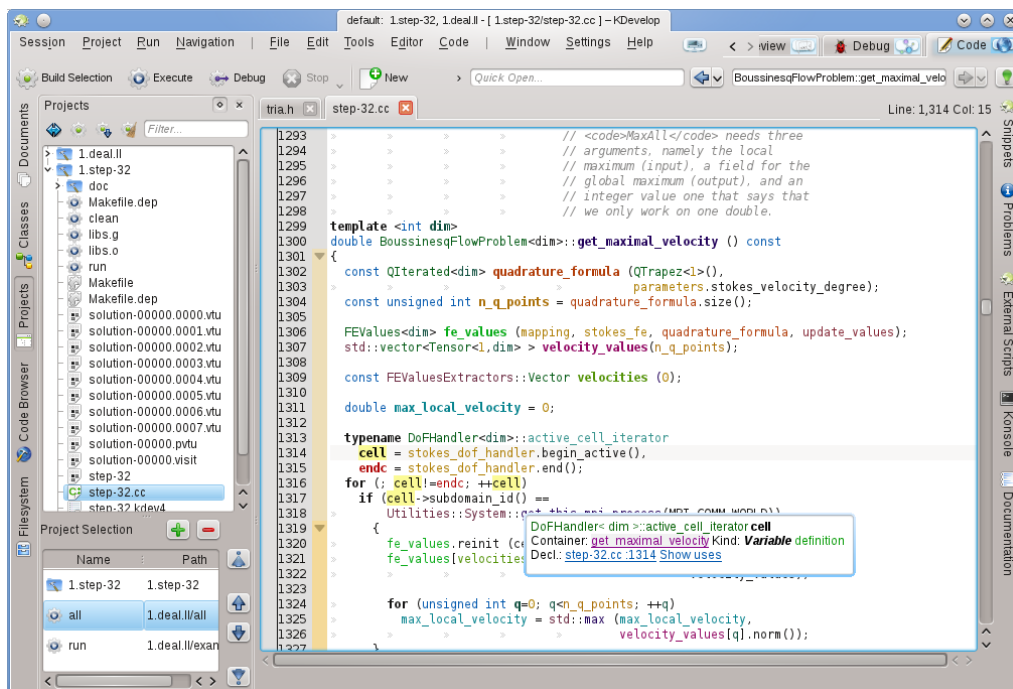 default: 1.step-32, 1.deal.II - [ 1.step-32/step-32.cc ] – KDevelop
Session Project Run Navigation | File Edit Tools Editor Code | Window Settings Help < > Debug Code
Build Selection Execute Debug Stop New > Quick Open... BoussinesqFlowProblem::get_maximal_velo
Projects
tria.h step-32.cc Line: 1,314 Col: 15
Filter...
1.deal.II
1.step-32
doc
Makefile.dep
clean
libs.g
libs.o
run
Makefile
Makefile.dep
solution-00000.0000.vtu
solution-00000.0001.vtu
solution-00000.0002.vtu
solution-00000.0003.vtu
solution-00000.0004.vtu
solution-00000.0005.vtu
solution-00000.0006.vtu
solution-00000.0007.vtu
solution-00000.pvtu
solution-00000.visit
step-32
step-32.cc
step-32.kdev4
Documents
Classes
Projects
Code Browser
Filesystem
Project Selection
Name Path
1.step-32 1.step-32
all 1.deal.II/all
run 1.deal.II/exan
1293 // <code>MaxAll</code> needs three
1294 // arguments, namely the local
1295 // maximum (input), a field for the
1296 // global maximum (output), and an
1297 // integer value one that says that
1298 // we only work on one double.
1299 template <int dim>
1300 double BoussinesqFlowProblem<dim>::get_maximal_velocity () const
1301 {
1302 const QIterated<dim> quadrature_formula (QTrapez<1>(),
1303 parameters.stokes_velocity_degree);
1304 const unsigned int n_q_points = quadrature_formula.size();
1305
1306 FEValues<dim> fe_values (mapping, stokes_fe, quadrature_formula, update_values);
1307 std::vector<Tensor<1,dim> > velocity_values(n_q_points);
1308
1309 const FEValuesExtractors::Vector velocities (0);
1310
1311 double max_local_velocity = 0;
1312
1313 typename DoFHandler<dim>::active_cell_iterator
1314 cell = stokes_dof_handler.begin_active(),
1315 endc = stokes_dof_handler.end();
1316 for (; cell!=endc; ++cell)
1317 if (cell->subdomain_id() ==
1318 Utilities::System::get_this_mpi_process(MPI_COMM_WORLD))
1319 {
1320 fe_values.reinit (ce
1321 fe_values[velocities
1322
1323
1324 for (unsigned int q=0; q<n_q_points; ++q)
1325 max_local_velocity = std::max (max_local_velocity,
1326 velocity_values[q].norm());
1327 }
DoFHandler< dim >::active_cell_iterator cell
Container: get_maximal_velocity Kind: Variable definition
Decl.: step-32.cc :1314 Show uses
Snippets
Problems
External Scripts
Konsole
Documentation